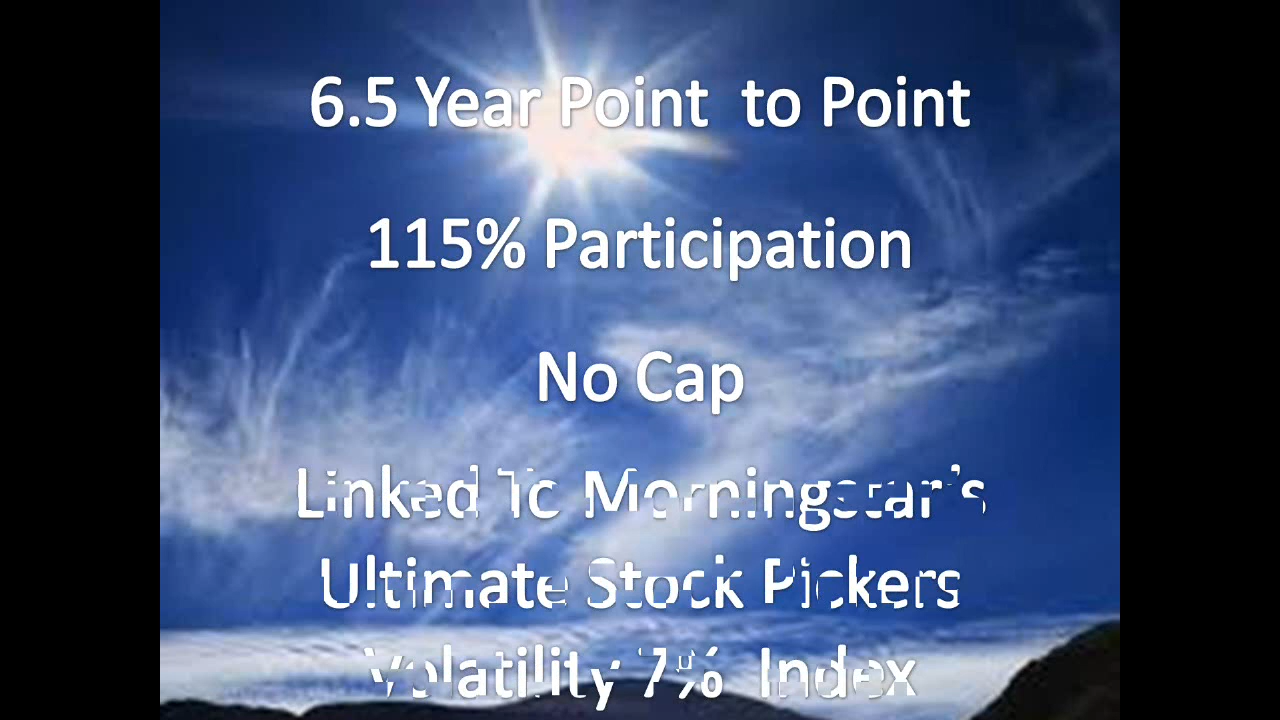 6.5 Year Point to Point
115% Participation
No Cap
Linked To Morningstar's
Ultimate Stock Pickers
Volatility 7% Index